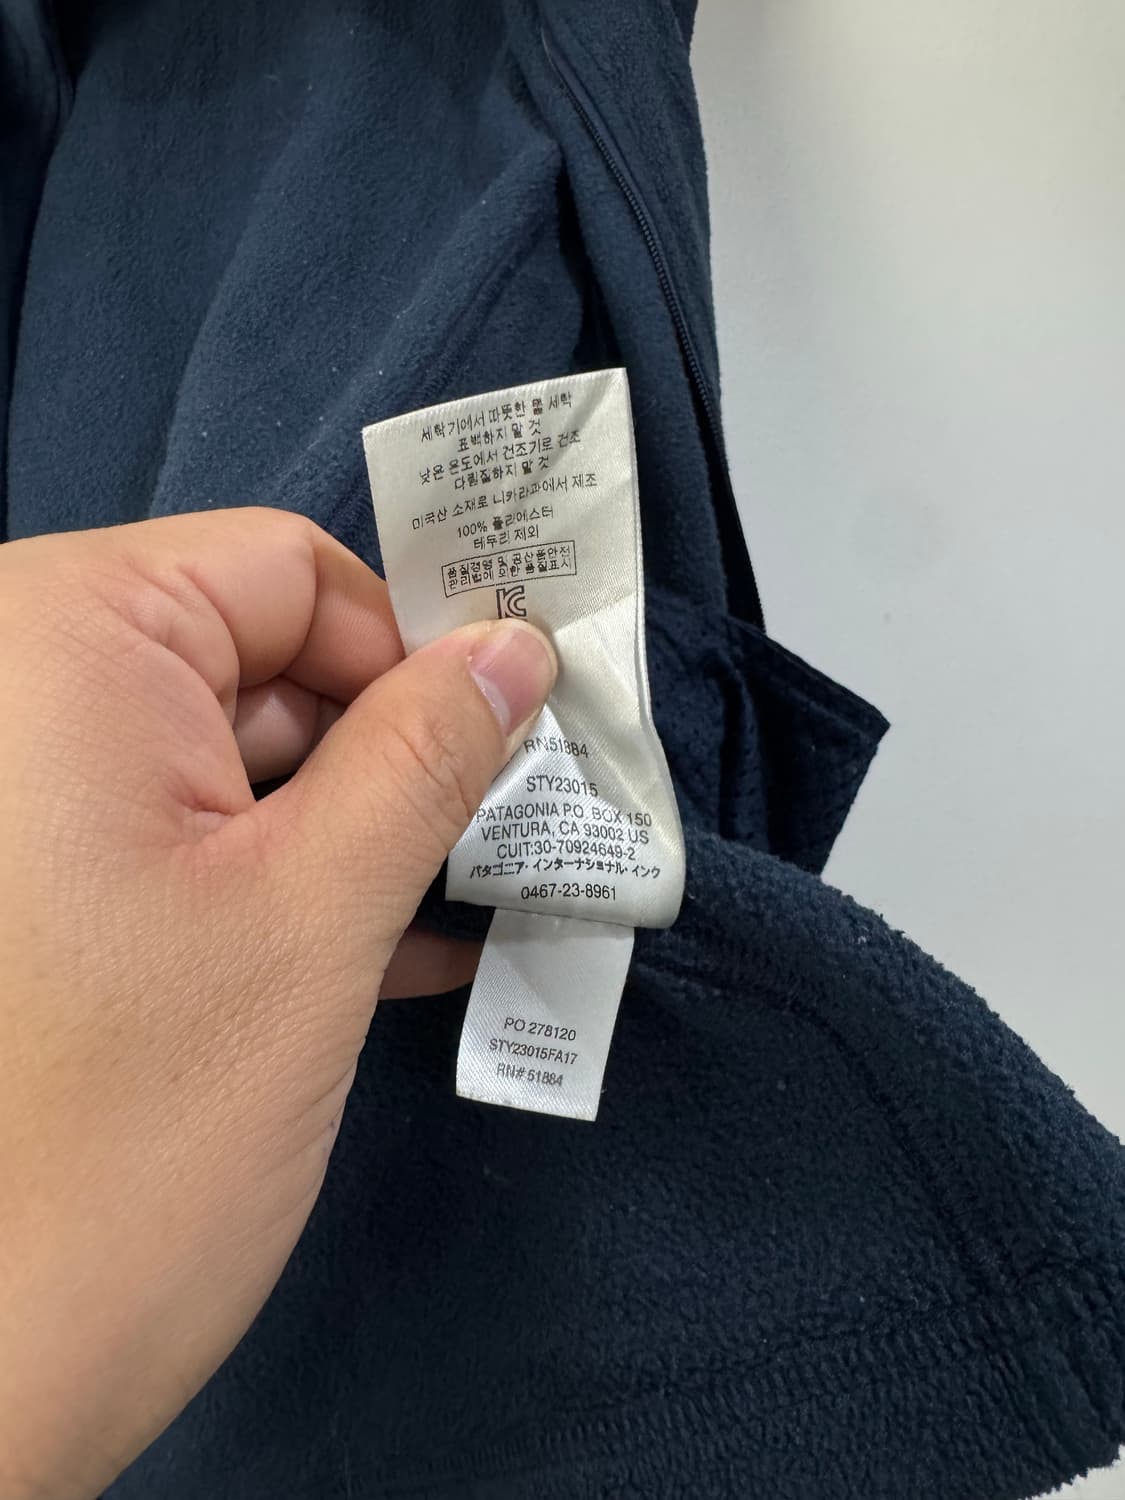 세탁기에서 따뜻한 물 세탁
표백하지 말 것
낮은 온도에서 건조기로 건조
다림질하지 말 것
미국산 소재로 니카라과에서 제조
100% 폴리에스터
테두리 제외
품질경영 및 공산품안전
관리법에 의한 품질표시
RN51884
STY23015
PATAGONIA P.O. BOX 150
VENTURA, CA 93002 US
CUIT:30-70924649-2
パタゴニア・インターナショナル・インク
0467-23-8961
PO 278120
STY23015FA17
RN# 51884